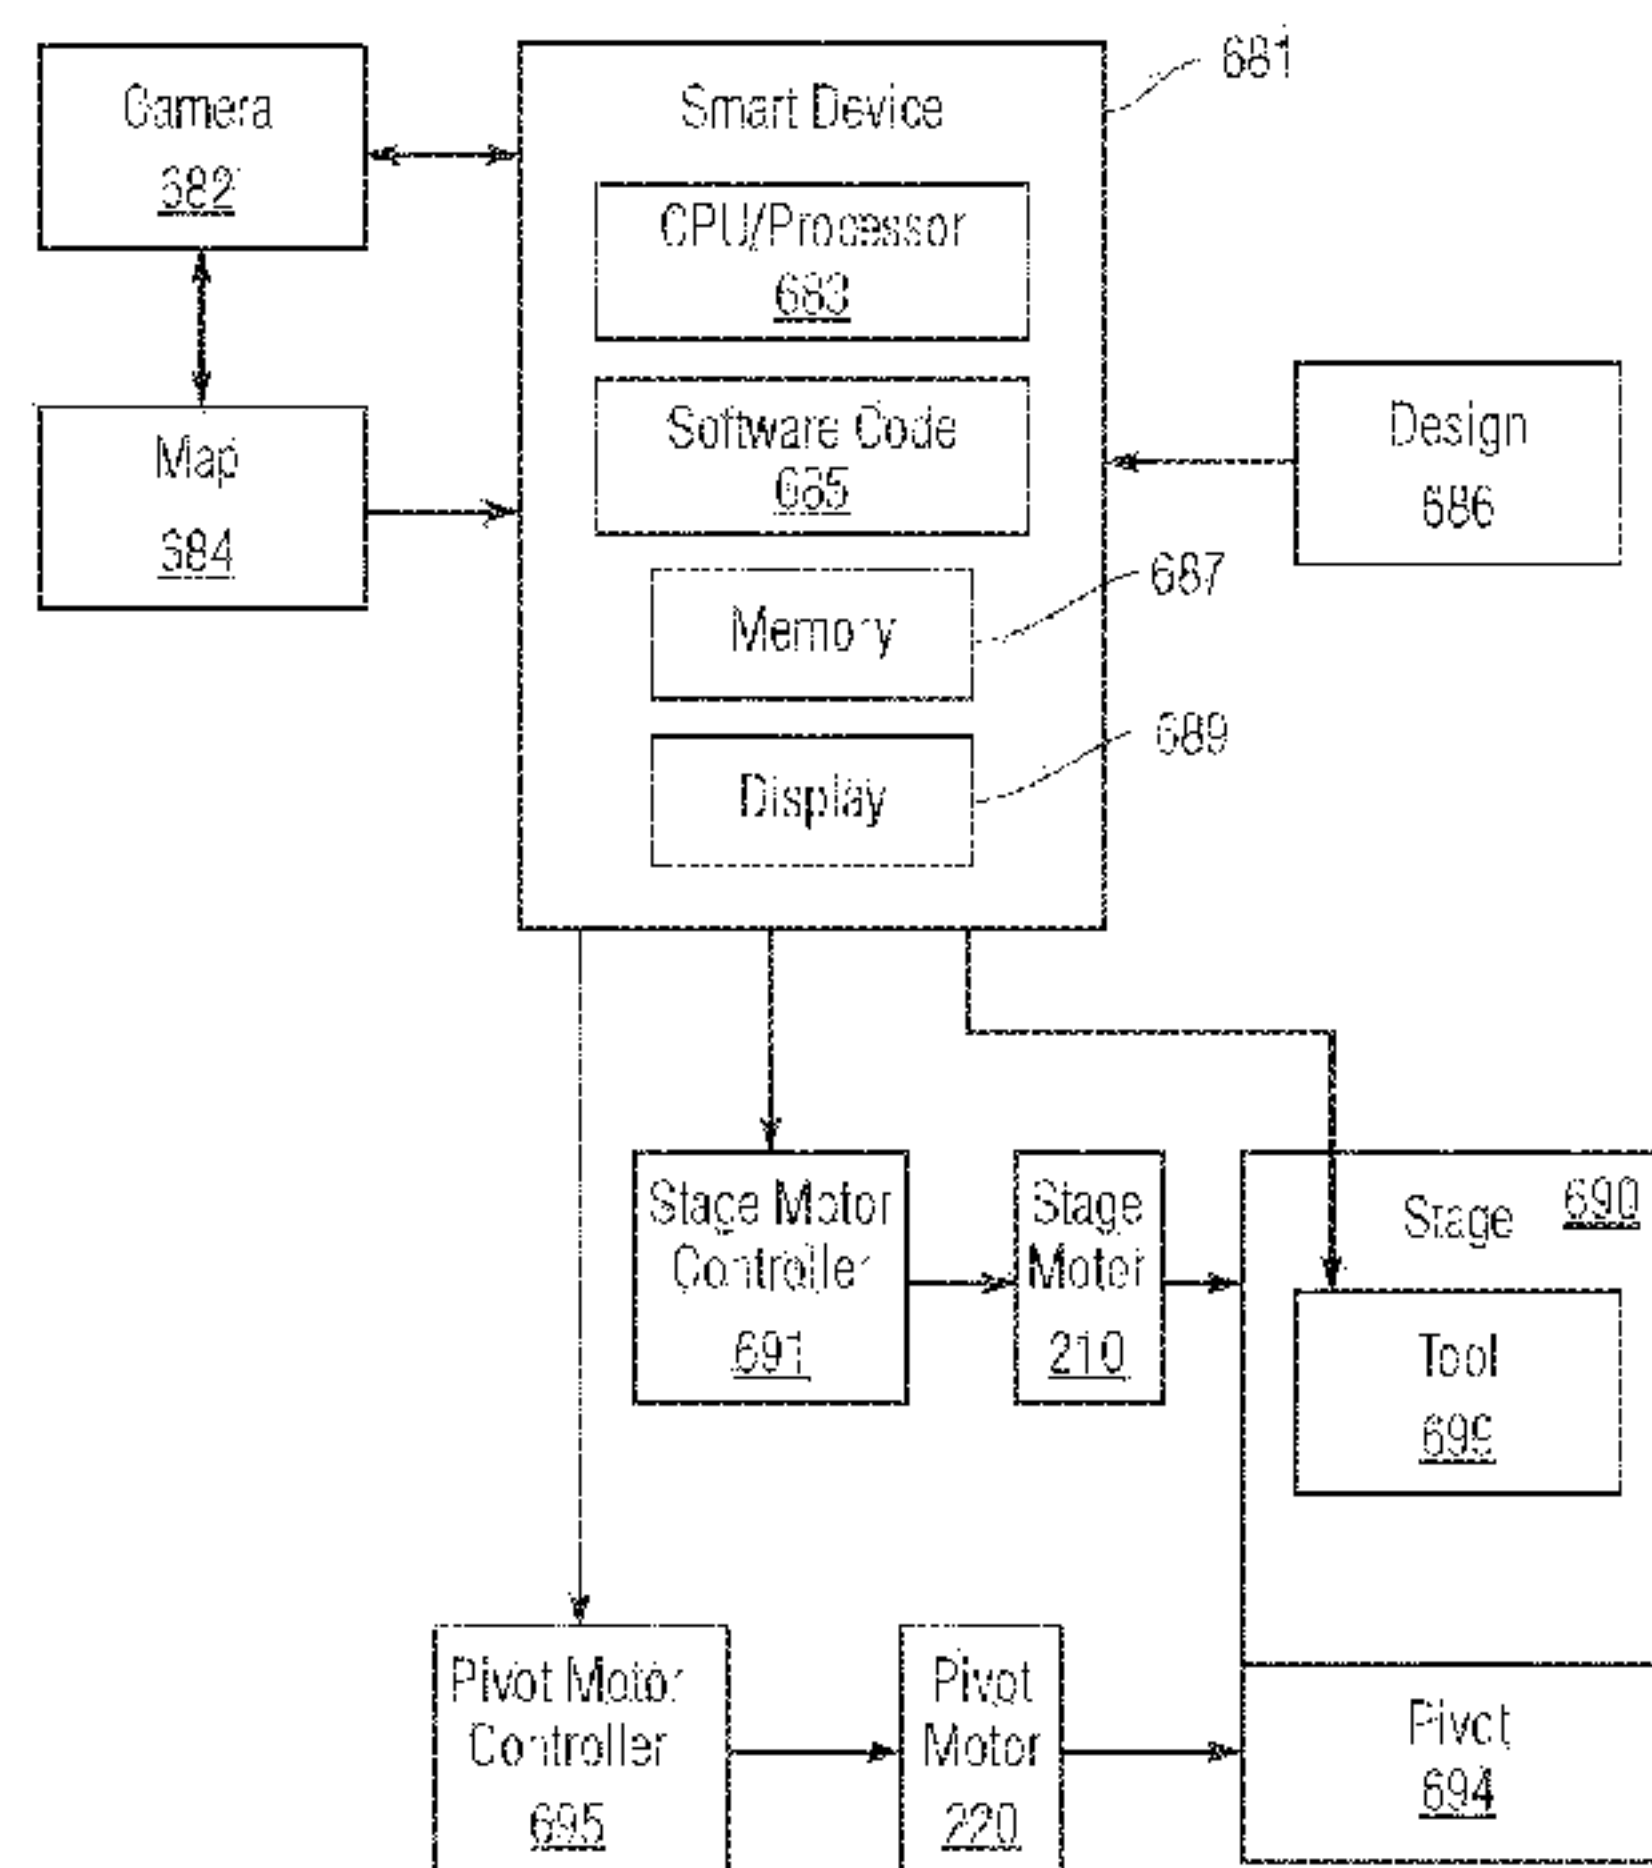 Camera
682
Smart Device
681
CPU/Processor
683
Software Code
685
Map
684
Design
686
687
Memory
689
Display
Stage Motor
Controller
691
Stage
Motor
210
Stage
690
Tool
699
Pivot Motor
Controller
695
Pivot
Motor
220
Pivot
694